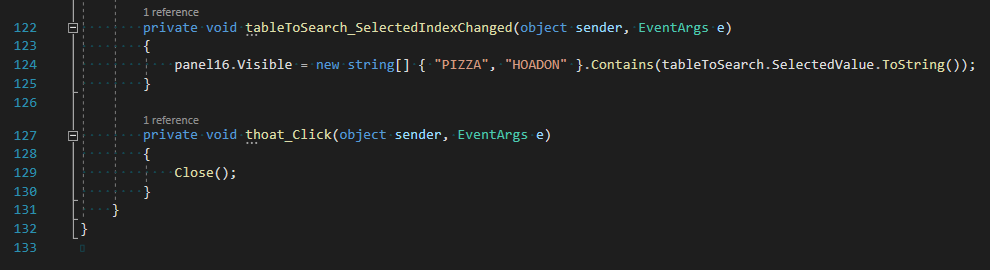 1 reference
122 private void tableToSearch_SelectedIndexChanged(object sender, EventArgs e)
123 {
124 panel16.Visible = new string[] { "PIZZA", "HOADON" }.Contains(tableToSearch.SelectedValue.ToString());
125 }
126
1 reference
127 private void thoat_Click(object sender, EventArgs e)
128 {
129 Close();
130 }
131 }
132 }
133